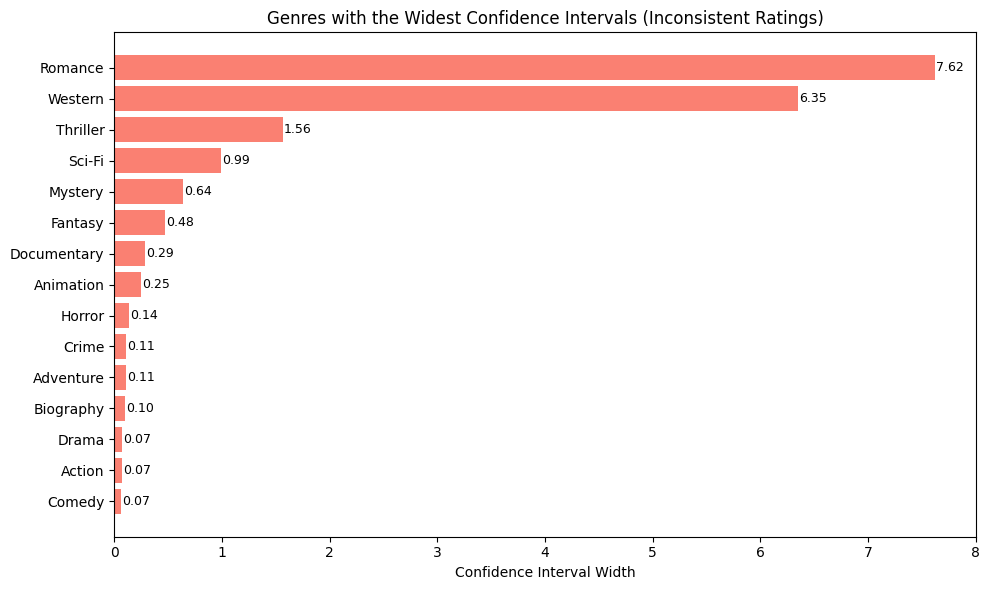 Genres with the Widest Confidence Intervals (Inconsistent Ratings)
Romance 7.62
Western 6.35
Thriller 1.56
Sci-Fi 0.99
Mystery 0.64
Fantasy 0.48
Documentary 0.29
Animation 0.25
Horror 0.14
Crime 0.11
Adventure 0.11
Biography 0.10
Drama 0.07
Action 0.07
Comedy 0.07
0 1 2 3 4 5 6 7 8
Confidence Interval Width